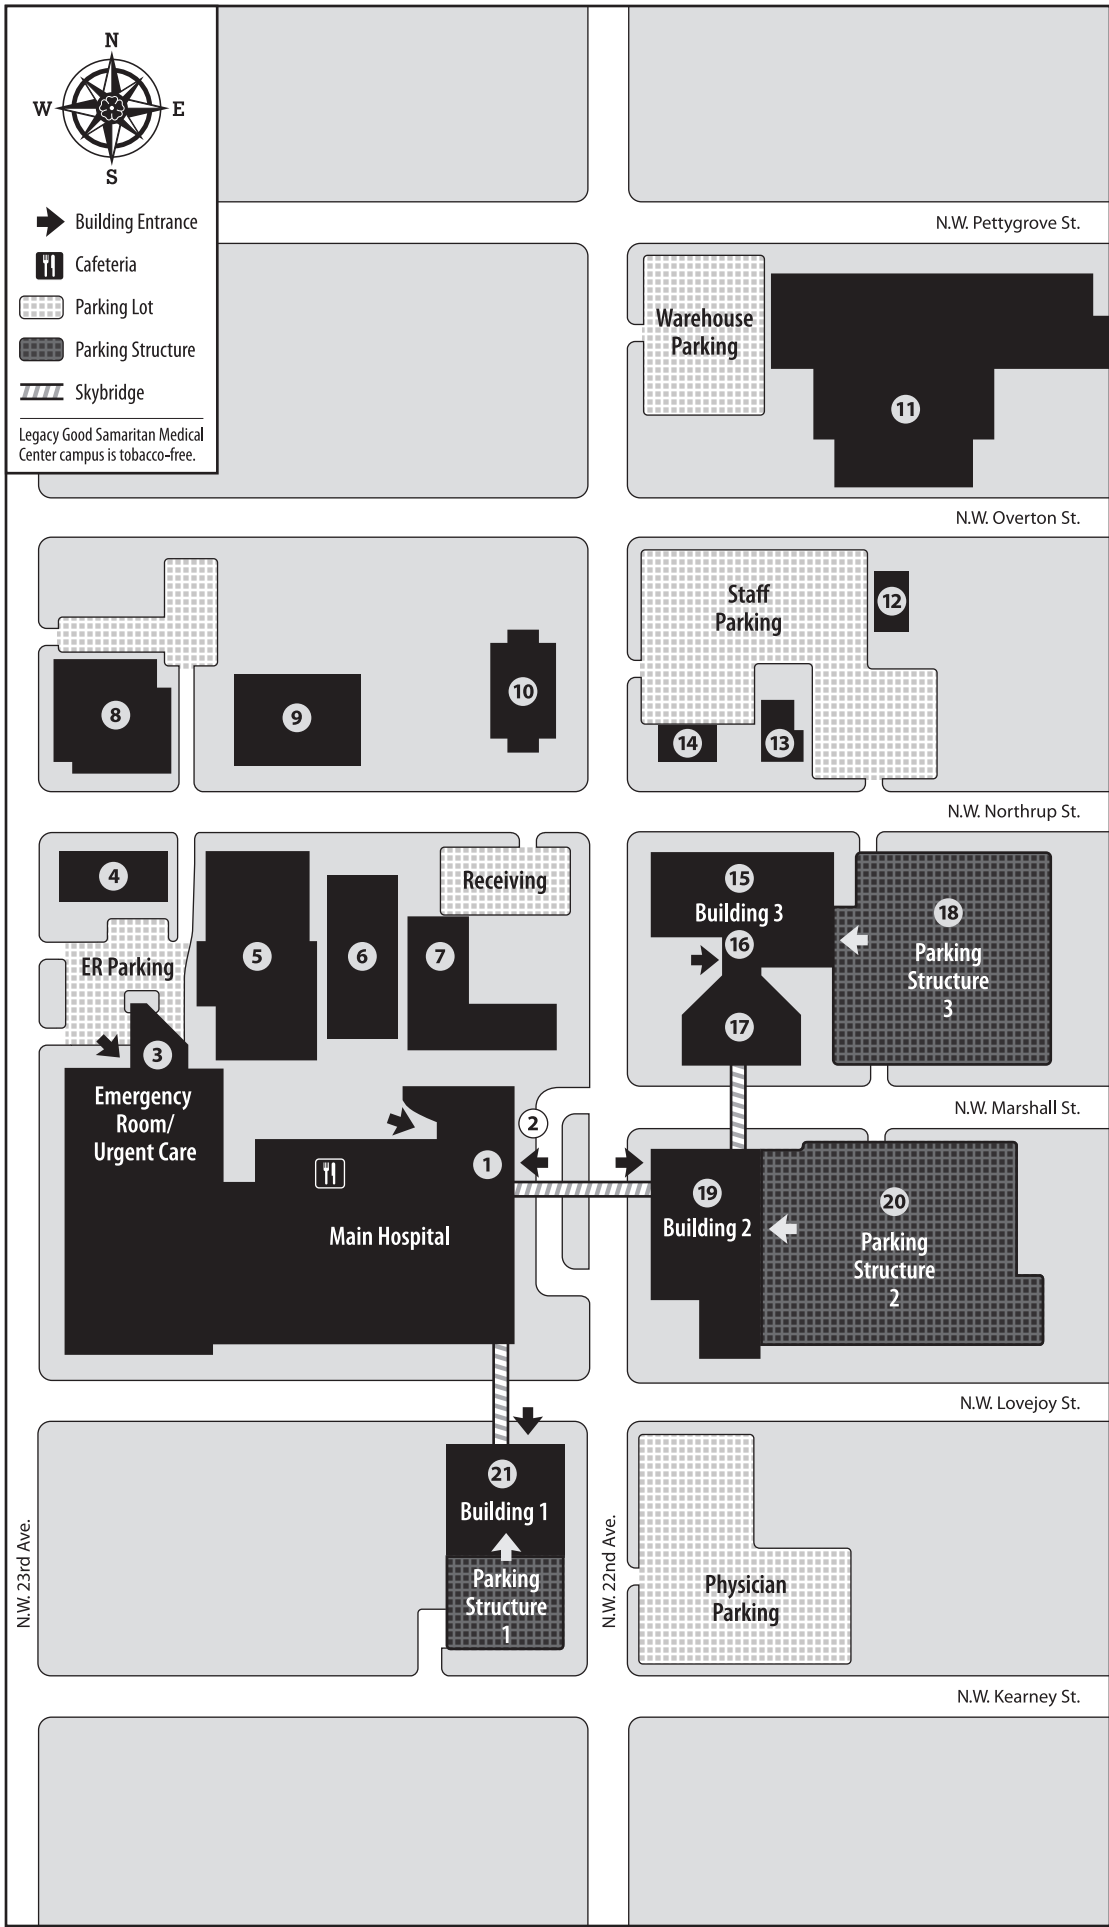 N
W
E
S
Building Entrance
Cafeteria
Parking Lot
Parking Structure
Skybridge
Legacy Good Samaritan Medical
Center campus is tobacco-free.
N.W. Pettygrove St.
Warehouse
Parking
11
N.W. Overton St.
Staff
Parking
12
8
9
10
14
13
N.W. Northrup St.
4
Receiving
ER Parking
5
6
7
3
15
Building 3
16
17
18
Parking
Structure
3
Emergency
Room/
Urgent Care
N.W. Marshall St.
2
1
Main Hospital
19
Building 2
20
Parking
Structure
2
N.W. Lovejoy St.
21
Building 1
Parking
Structure
1
N.W. 23rd Ave.
N.W. 22nd Ave.
Physician
Parking
N.W. Kearney St.